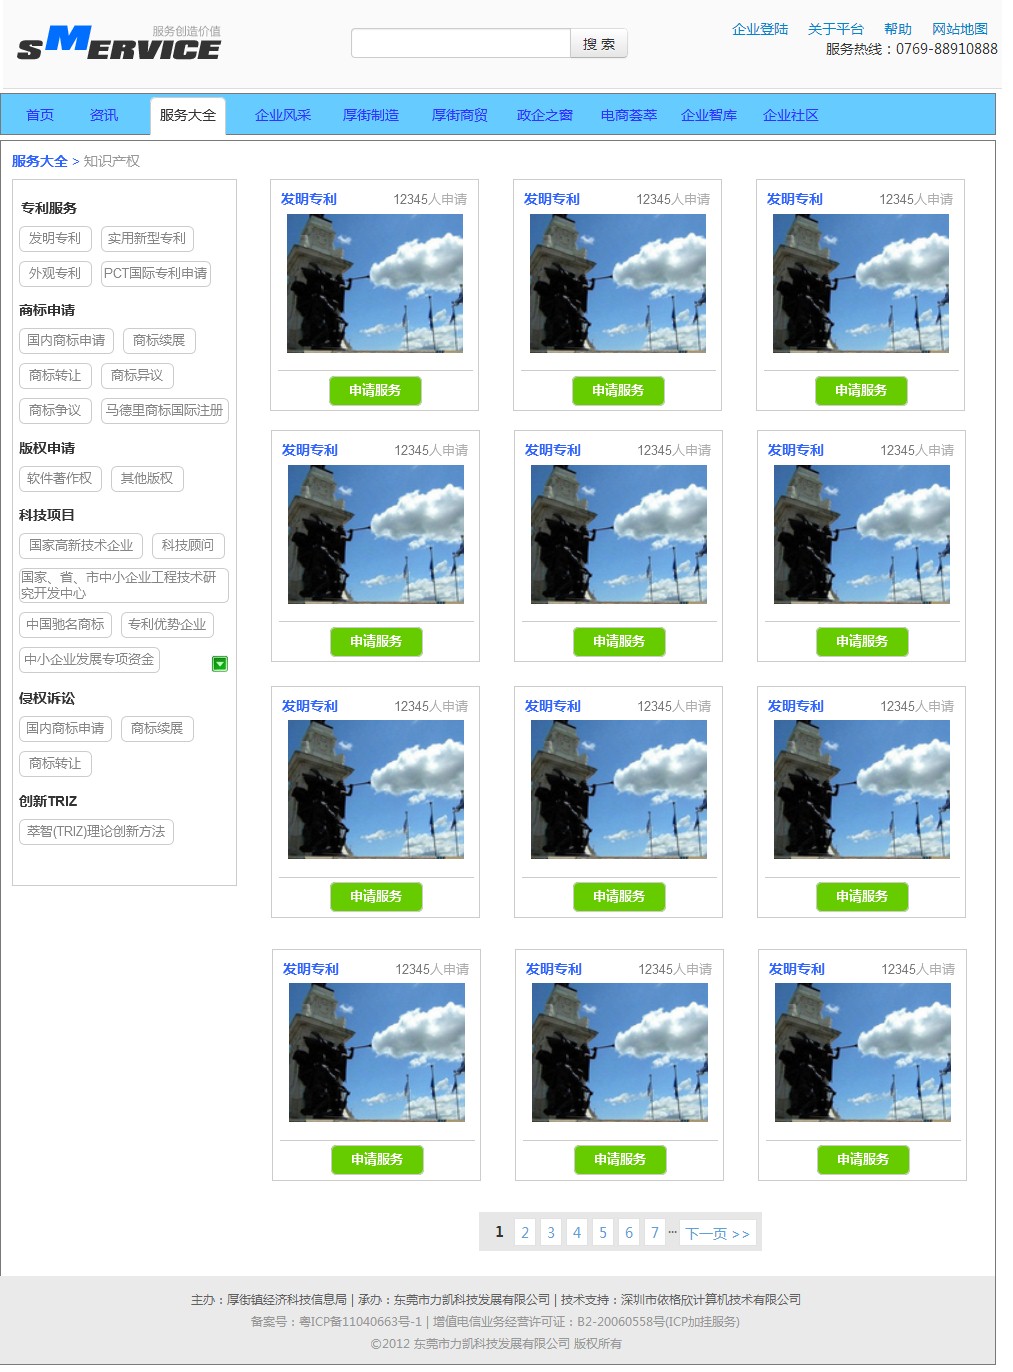 服务创造价值
SMERVICE
搜 索
企业登陆 关于平台 帮助 网站地图
服务热线：0769-88910888
首页 资讯 服务大全 企业风采 厚街制造 厚街商贸 政企之窗 电商荟萃 企业智库 企业社区
服务大全 > 知识产权
专利服务
发明专利 实用新型专利
外观专利 PCT国际专利申请
商标申请
国内商标申请 商标续展
商标转让 商标异议
商标争议 马德里商标国际注册
版权申请
软件著作权 其他版权
科技项目
国家高新技术企业 科技顾问
国家、省、市中小企业工程技术研
究开发中心
中国驰名商标 专利优势企业
中小企业发展专项资金
侵权诉讼
国内商标申请 商标续展
商标转让
创新TRIZ
萃智(TRIZ)理论创新方法
发明专利 12345人申请 发明专利 12345人申请 发明专利 12345人申请
申请服务 申请服务 申请服务
发明专利 12345人申请 发明专利 12345人申请 发明专利 12345人申请
申请服务 申请服务 申请服务
发明专利 12345人申请 发明专利 12345人申请 发明专利 12345人申请
申请服务 申请服务 申请服务
发明专利 12345人申请 发明专利 12345人申请 发明专利 12345人申请
申请服务 申请服务 申请服务
1 2 3 4 5 6 7 ... 下一页 >>
主办：厚街镇经济科技信息局 | 承办：东莞市力凯科技发展有限公司 | 技术支持：深圳市依格欣计算机技术有限公司
备案号：粤ICP备11040663号-1 | 增值电信业务经营许可证：B2-20060558号(ICP加挂服务)
©2012 东莞市力凯科技发展有限公司 版权所有